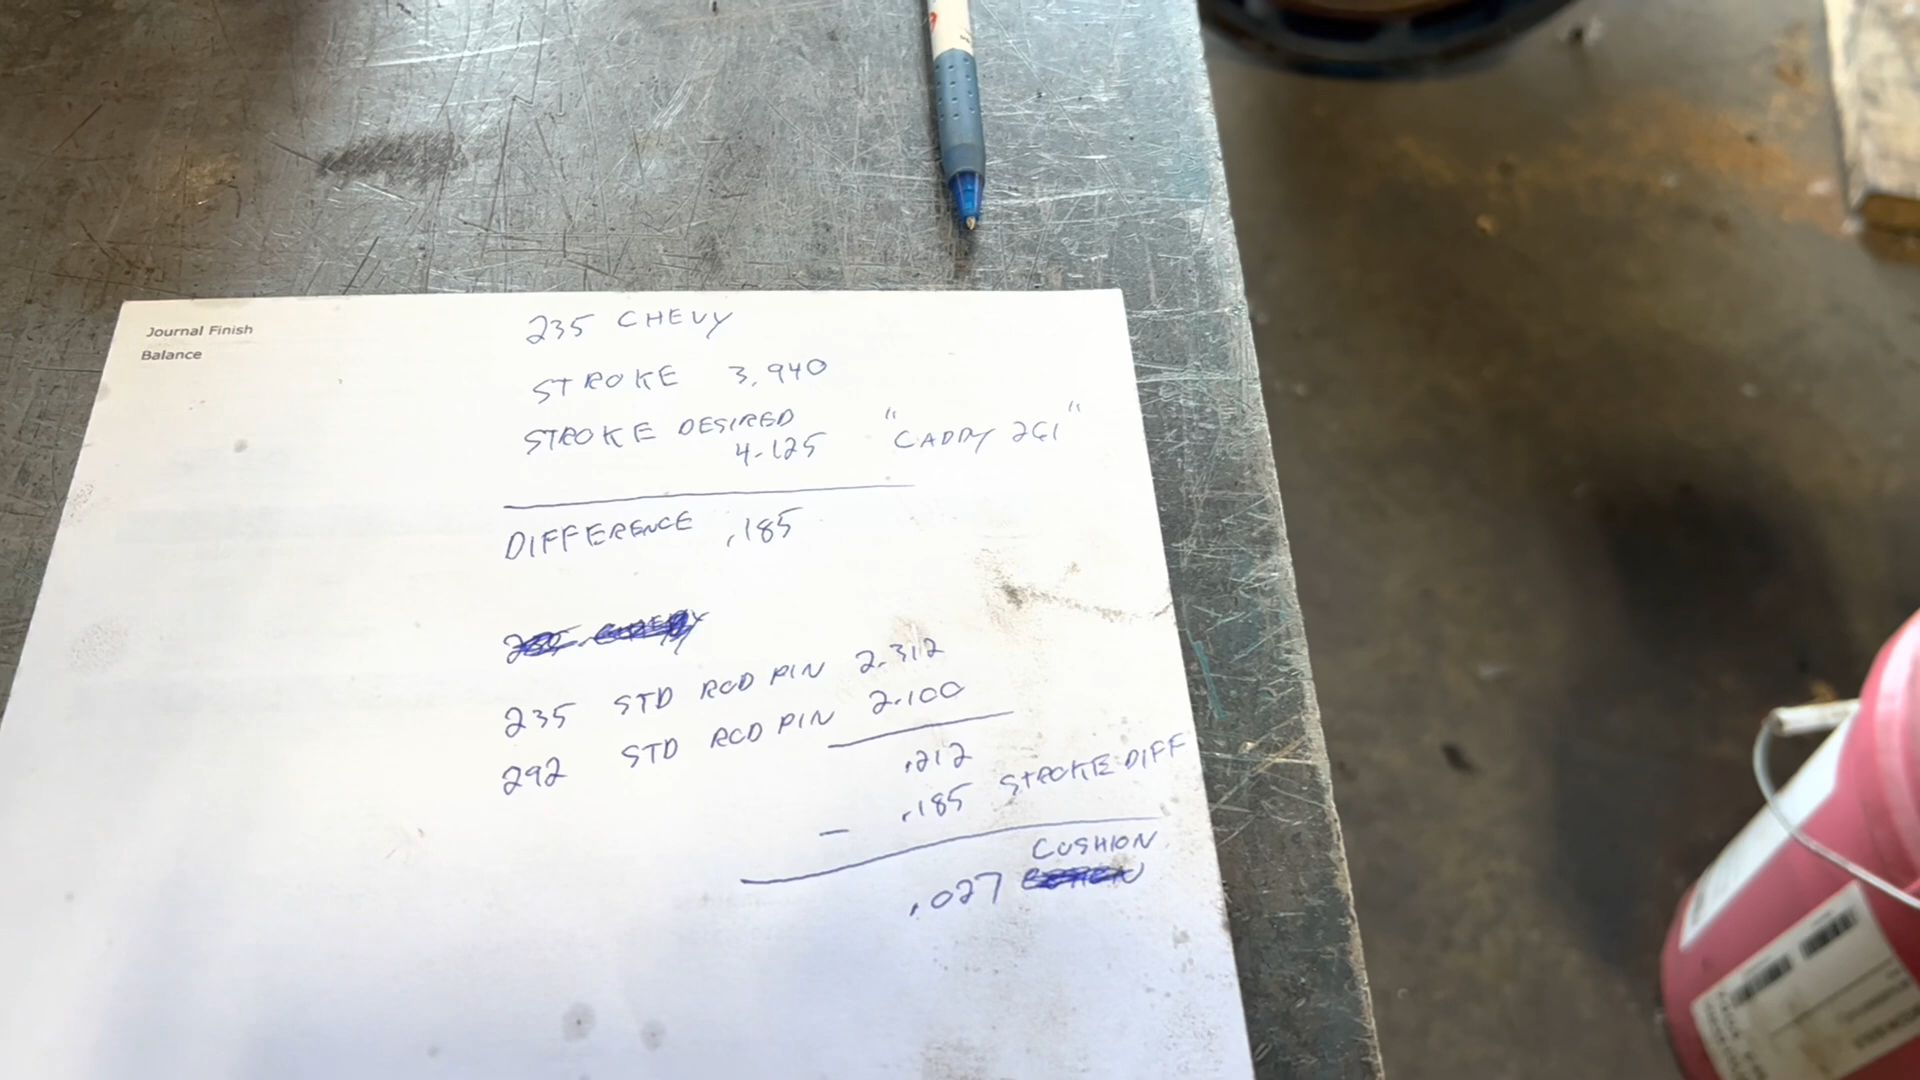 Journal Finish
Balance
235 CHEVY
STROKE 3.940
STROKE DESIRED
4.125 "CADDY 261"
DIFFERENCE .185
235 STD ROD PIN 2.312
292 STD ROD PIN 2.100
.212
- .185 STROKE DIFF
CUSHION
.027